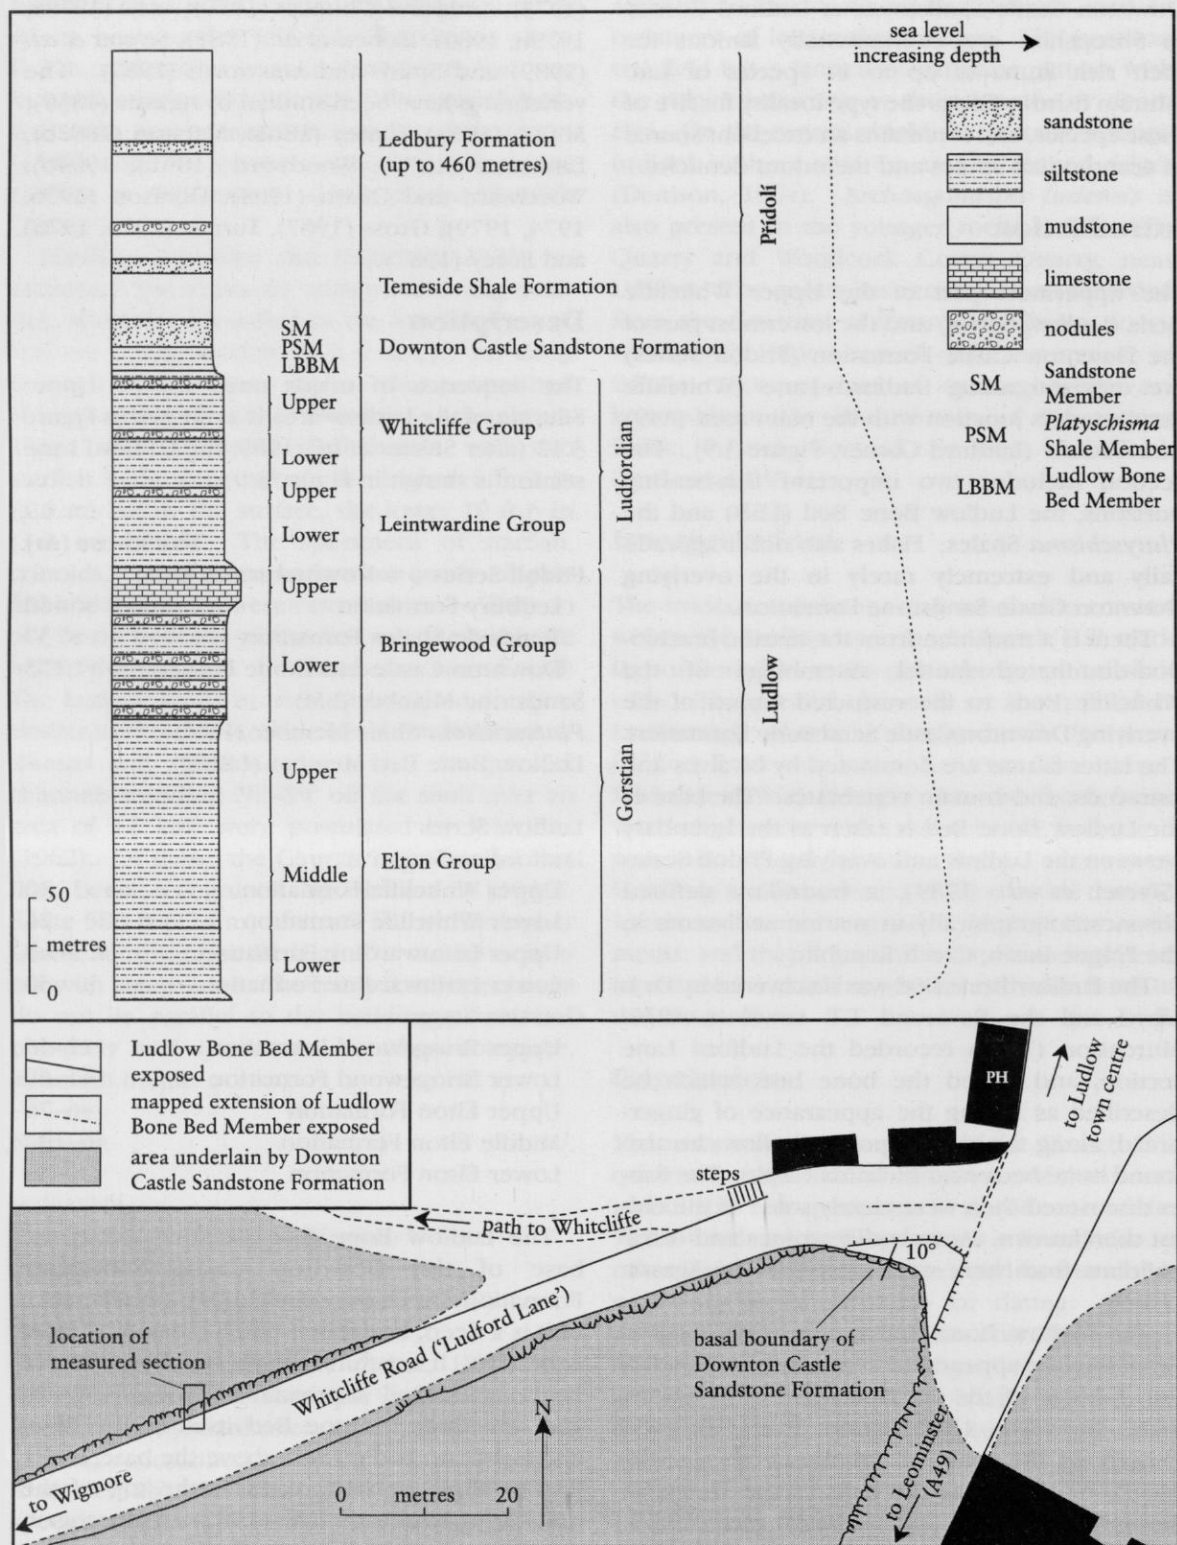 sea level
increasing depth
sandstone
siltstone
mudstone
limestone
nodules
SM
Sandstone
Member
PSM
Platyschisma
Shale Member
LBBM
Ludlow Bone
Bed Member
Ledbury Formation
(up to 460 metres)
Temeside Shale Formation
SM
PSM
LBBM
Downton Castle Sandstone Formation
Upper
Whitcliffe Group
Lower
Upper
Leintwardine Group
Lower
Upper
Bringewood Group
Lower
Upper
Elton Group
Middle
Lower
Ludfordian
Gorstian
Přídolí
Ludlow
50
metres
0
Ludlow Bone Bed Member
exposed
mapped extension of Ludlow
Bone Bed Member exposed
area underlain by Downton
Castle Sandstone Formation
PH
to Ludlow
town centre
steps
path to Whitcliffe
10°
location of
measured section
Whitcliffe Road (‘Ludford Lane’)
basal boundary of
Downton Castle
Sandstone Formation
N
to Wigmore
0 metres 20
to Leominster
(A49)